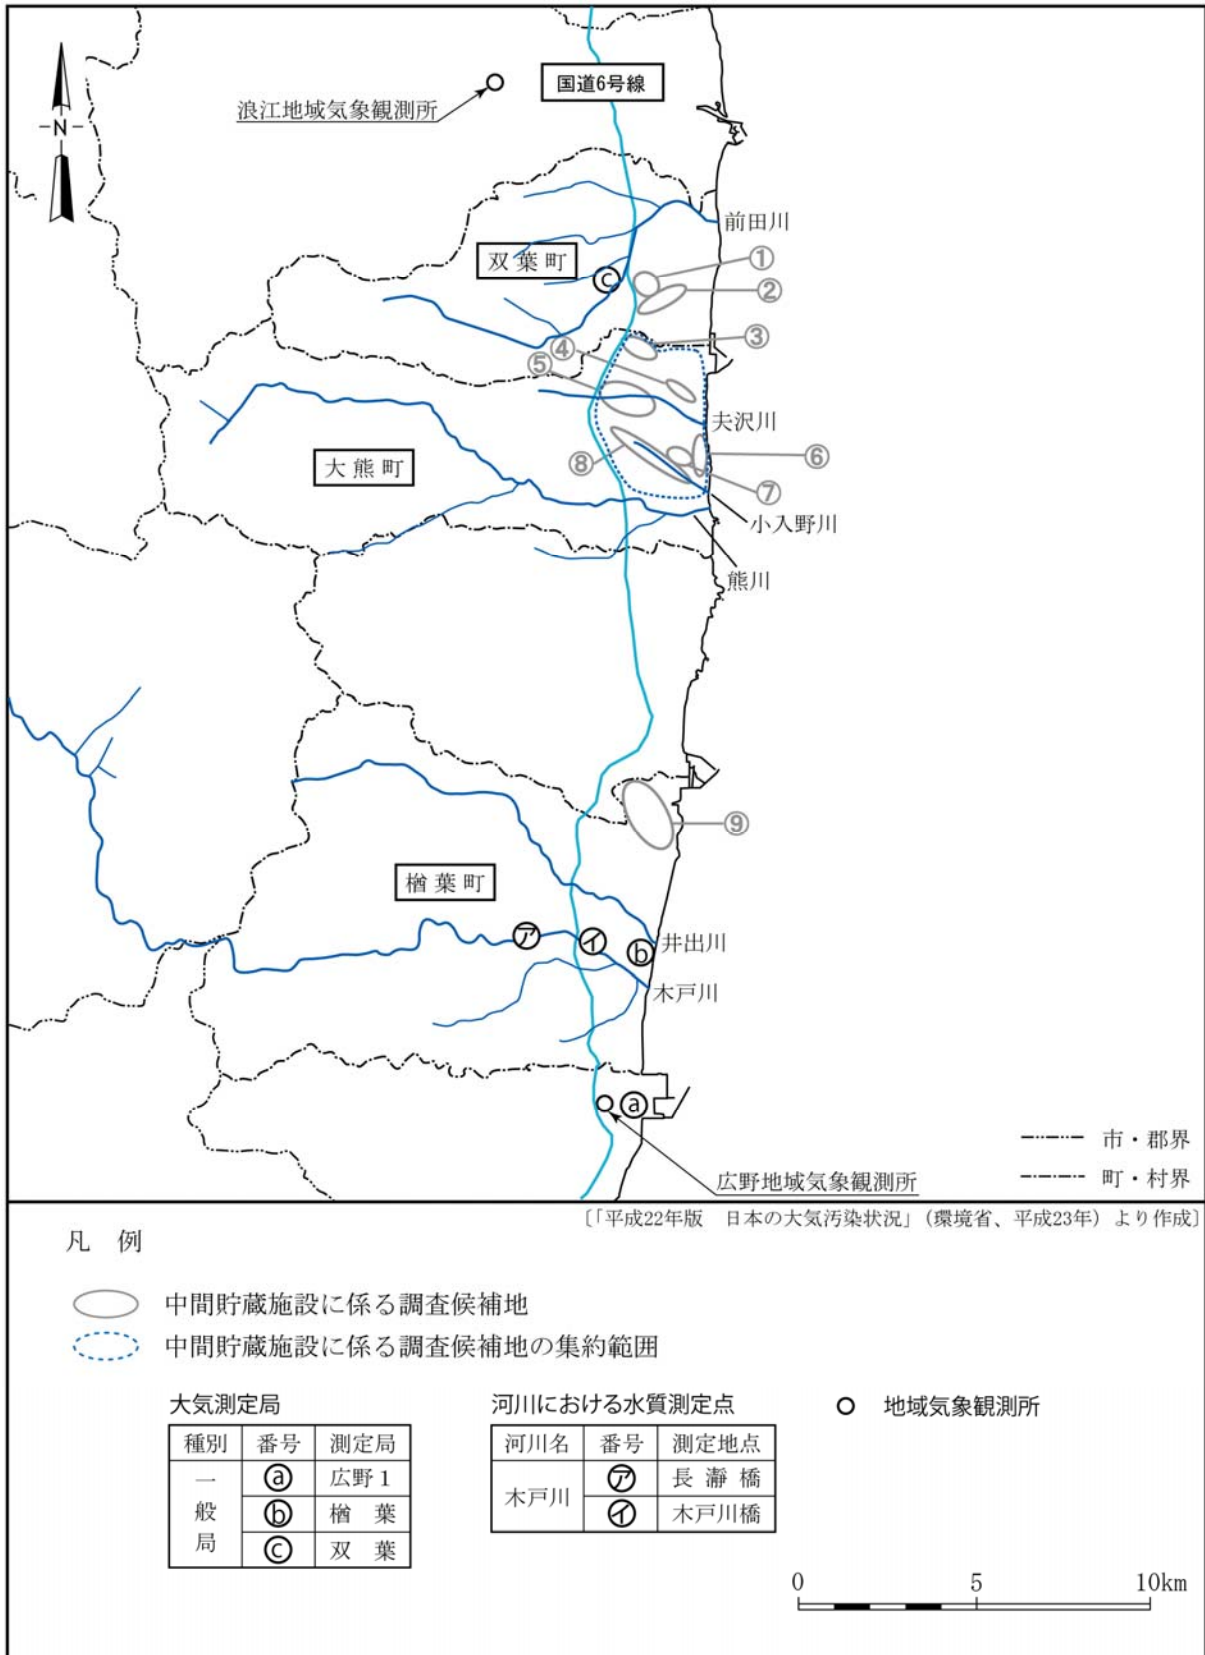 国道6号線
浪江地域気象観測所
N
前田川
双葉町
①
ⓒ
②
③
④
⑤
夫沢川
大熊町
⑧
⑥
⑦
小入野川
熊川
⑨
楢葉町
㋐
㋑
ⓑ
井出川
木戸川
ⓐ
市・郡界
町・村界
広野地域気象観測所
〔「平成22年版　日本の大気汚染状況」（環境省、平成23年）より作成〕
凡　例
中間貯蔵施設に係る調査候補地
中間貯蔵施設に係る調査候補地の集約範囲
大気測定局
種別 番号 測定局
一般局 ⓐ 広野１
ⓑ 楢　葉
ⓒ 双　葉
河川における水質測定点
河川名 番号 測定地点
木戸川 ㋐ 長瀞橋
㋑ 木戸川橋
地域気象観測所
0 5 10km